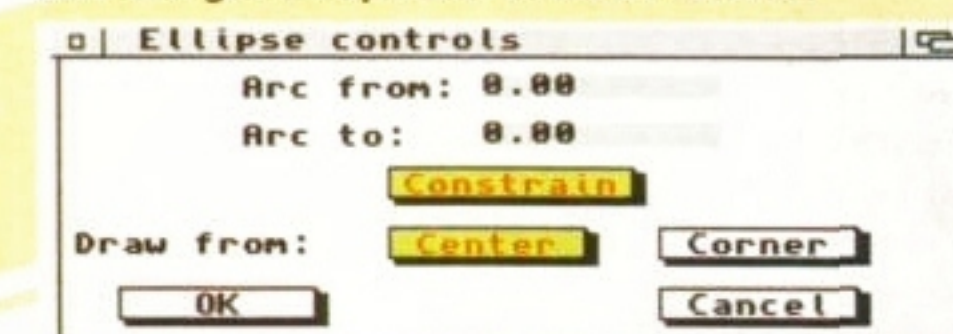 Ellipse controls
Arc from: 0.00
Arc to: 0.00
Constrain
Draw from: Center Corner
OK Cancel